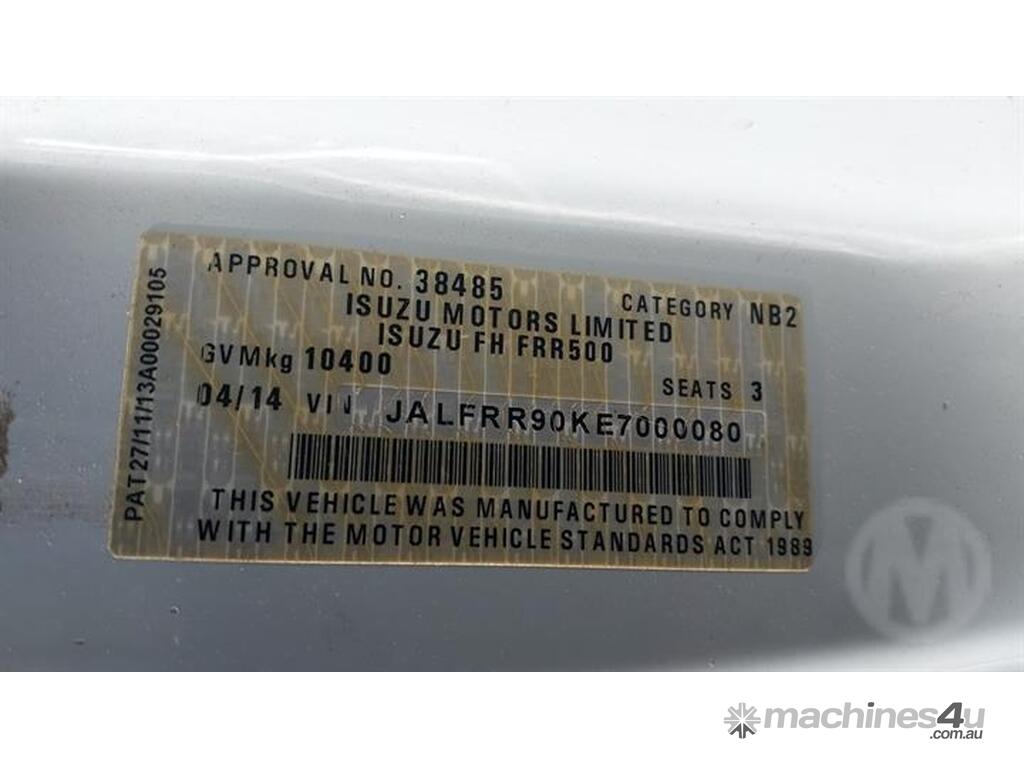 APPROVAL NO. 38485 CATEGORY NB2
ISUZU MOTORS LIMITED
ISUZU FH FRR500
GVMkg 10400 SEATS 3
04/14 VIN JALFRR90KE7000080
THIS VEHICLE WAS MANUFACTURED TO COMPLY
WITH THE MOTOR VEHICLE STANDARDS ACT 1989
PAT27/11/13A00029105
M
machines4u
.com.au